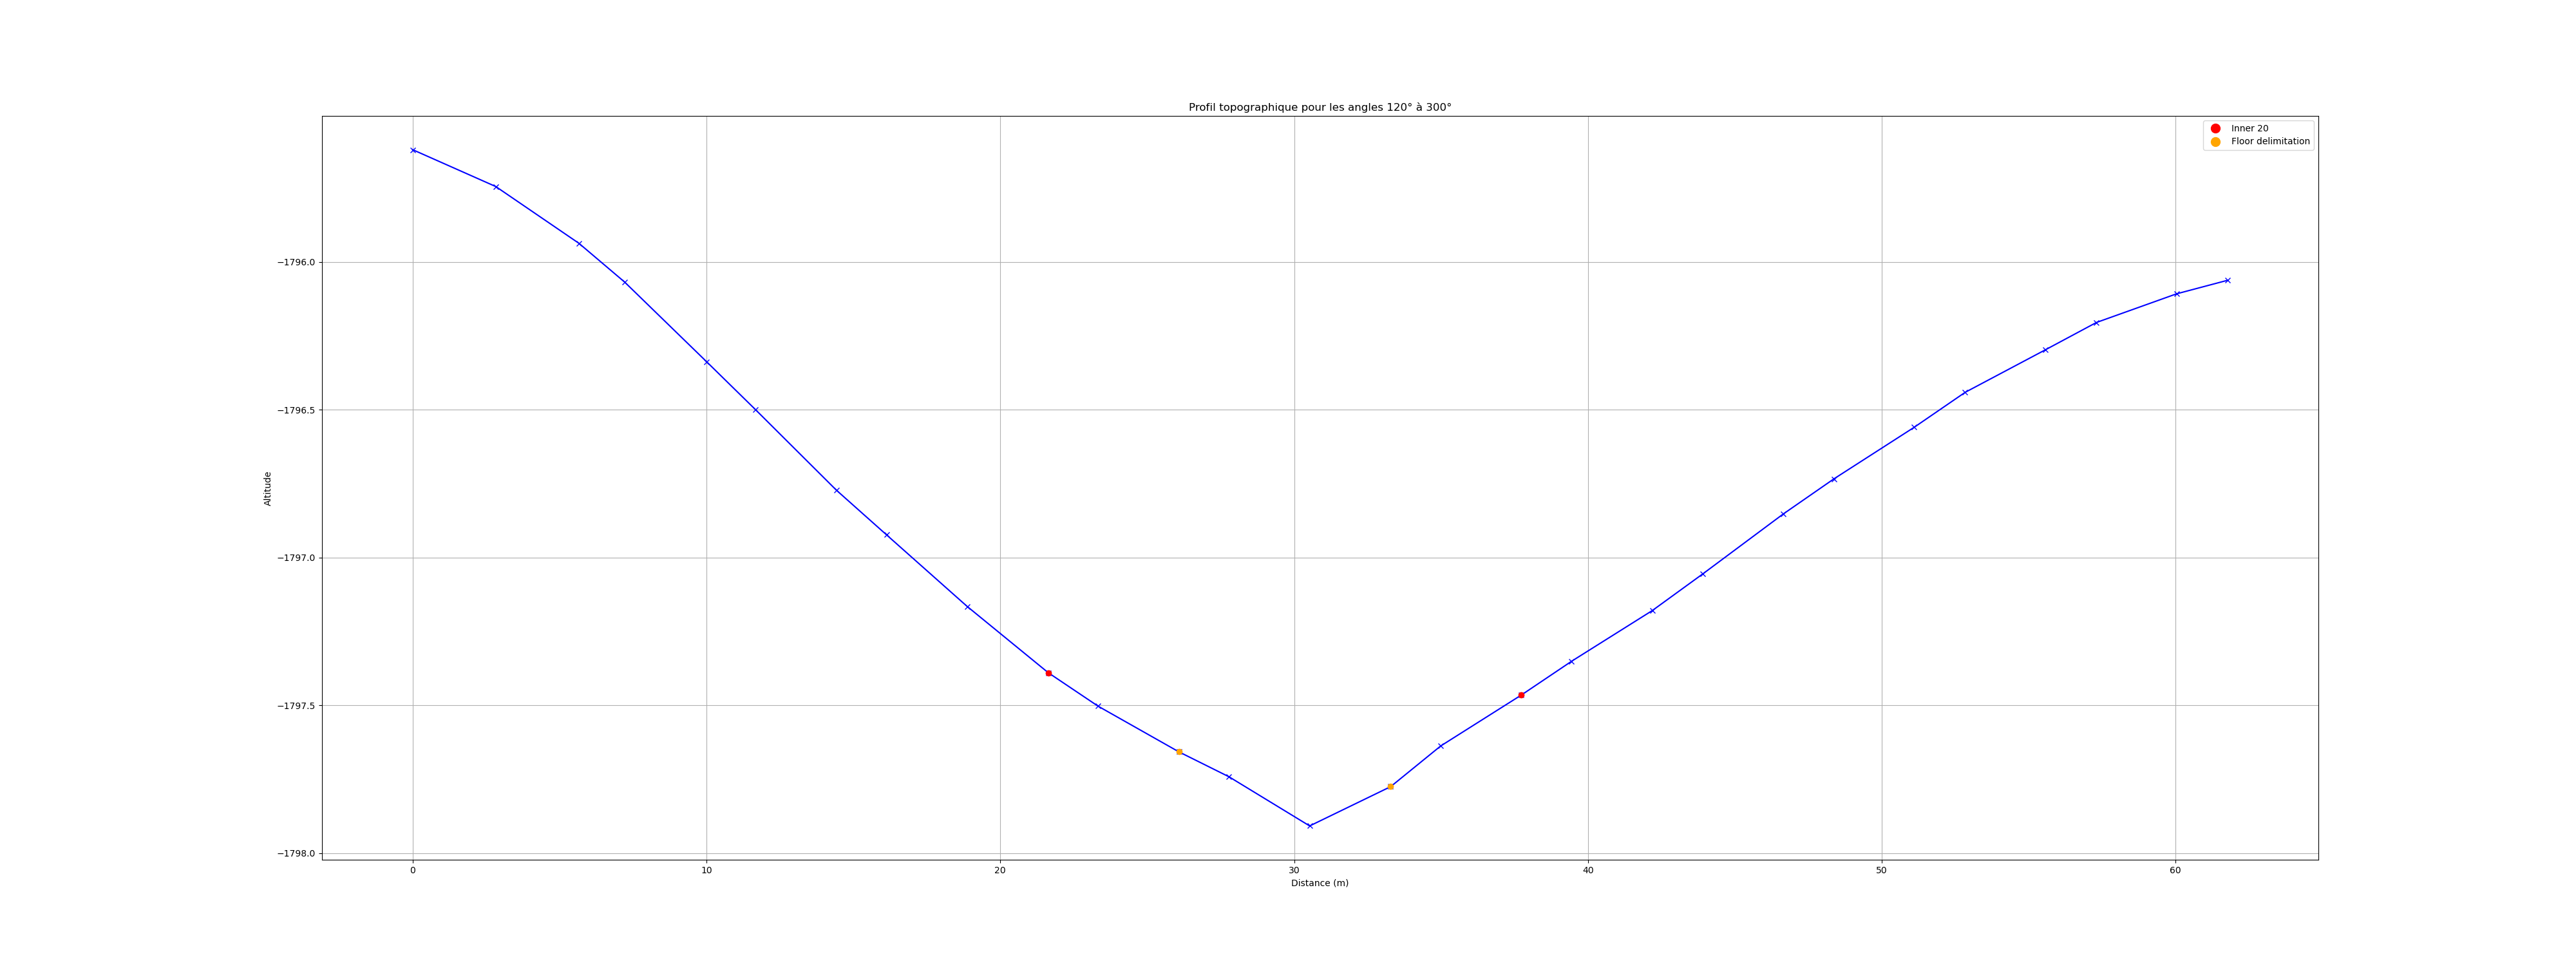 Profil topographique pour les angles 120° à 300°
Inner 20
Floor delimitation
−1796.0
−1796.5
−1797.0
−1797.5
−1798.0
Altitude
0 10 20 30 40 50 60
Distance (m)